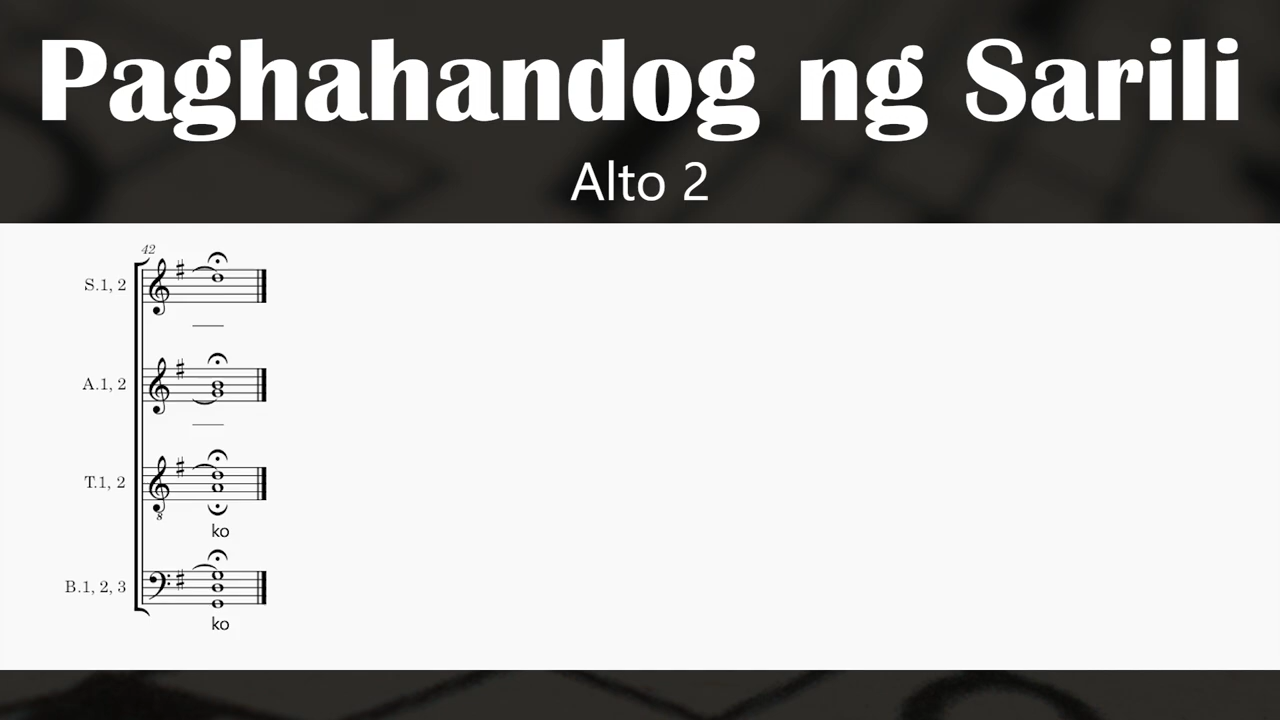 Paghahandog ng Sarili
Alto 2
42
S.1, 2
A.1, 2
T.1, 2
8
ko
B.1, 2, 3
ko